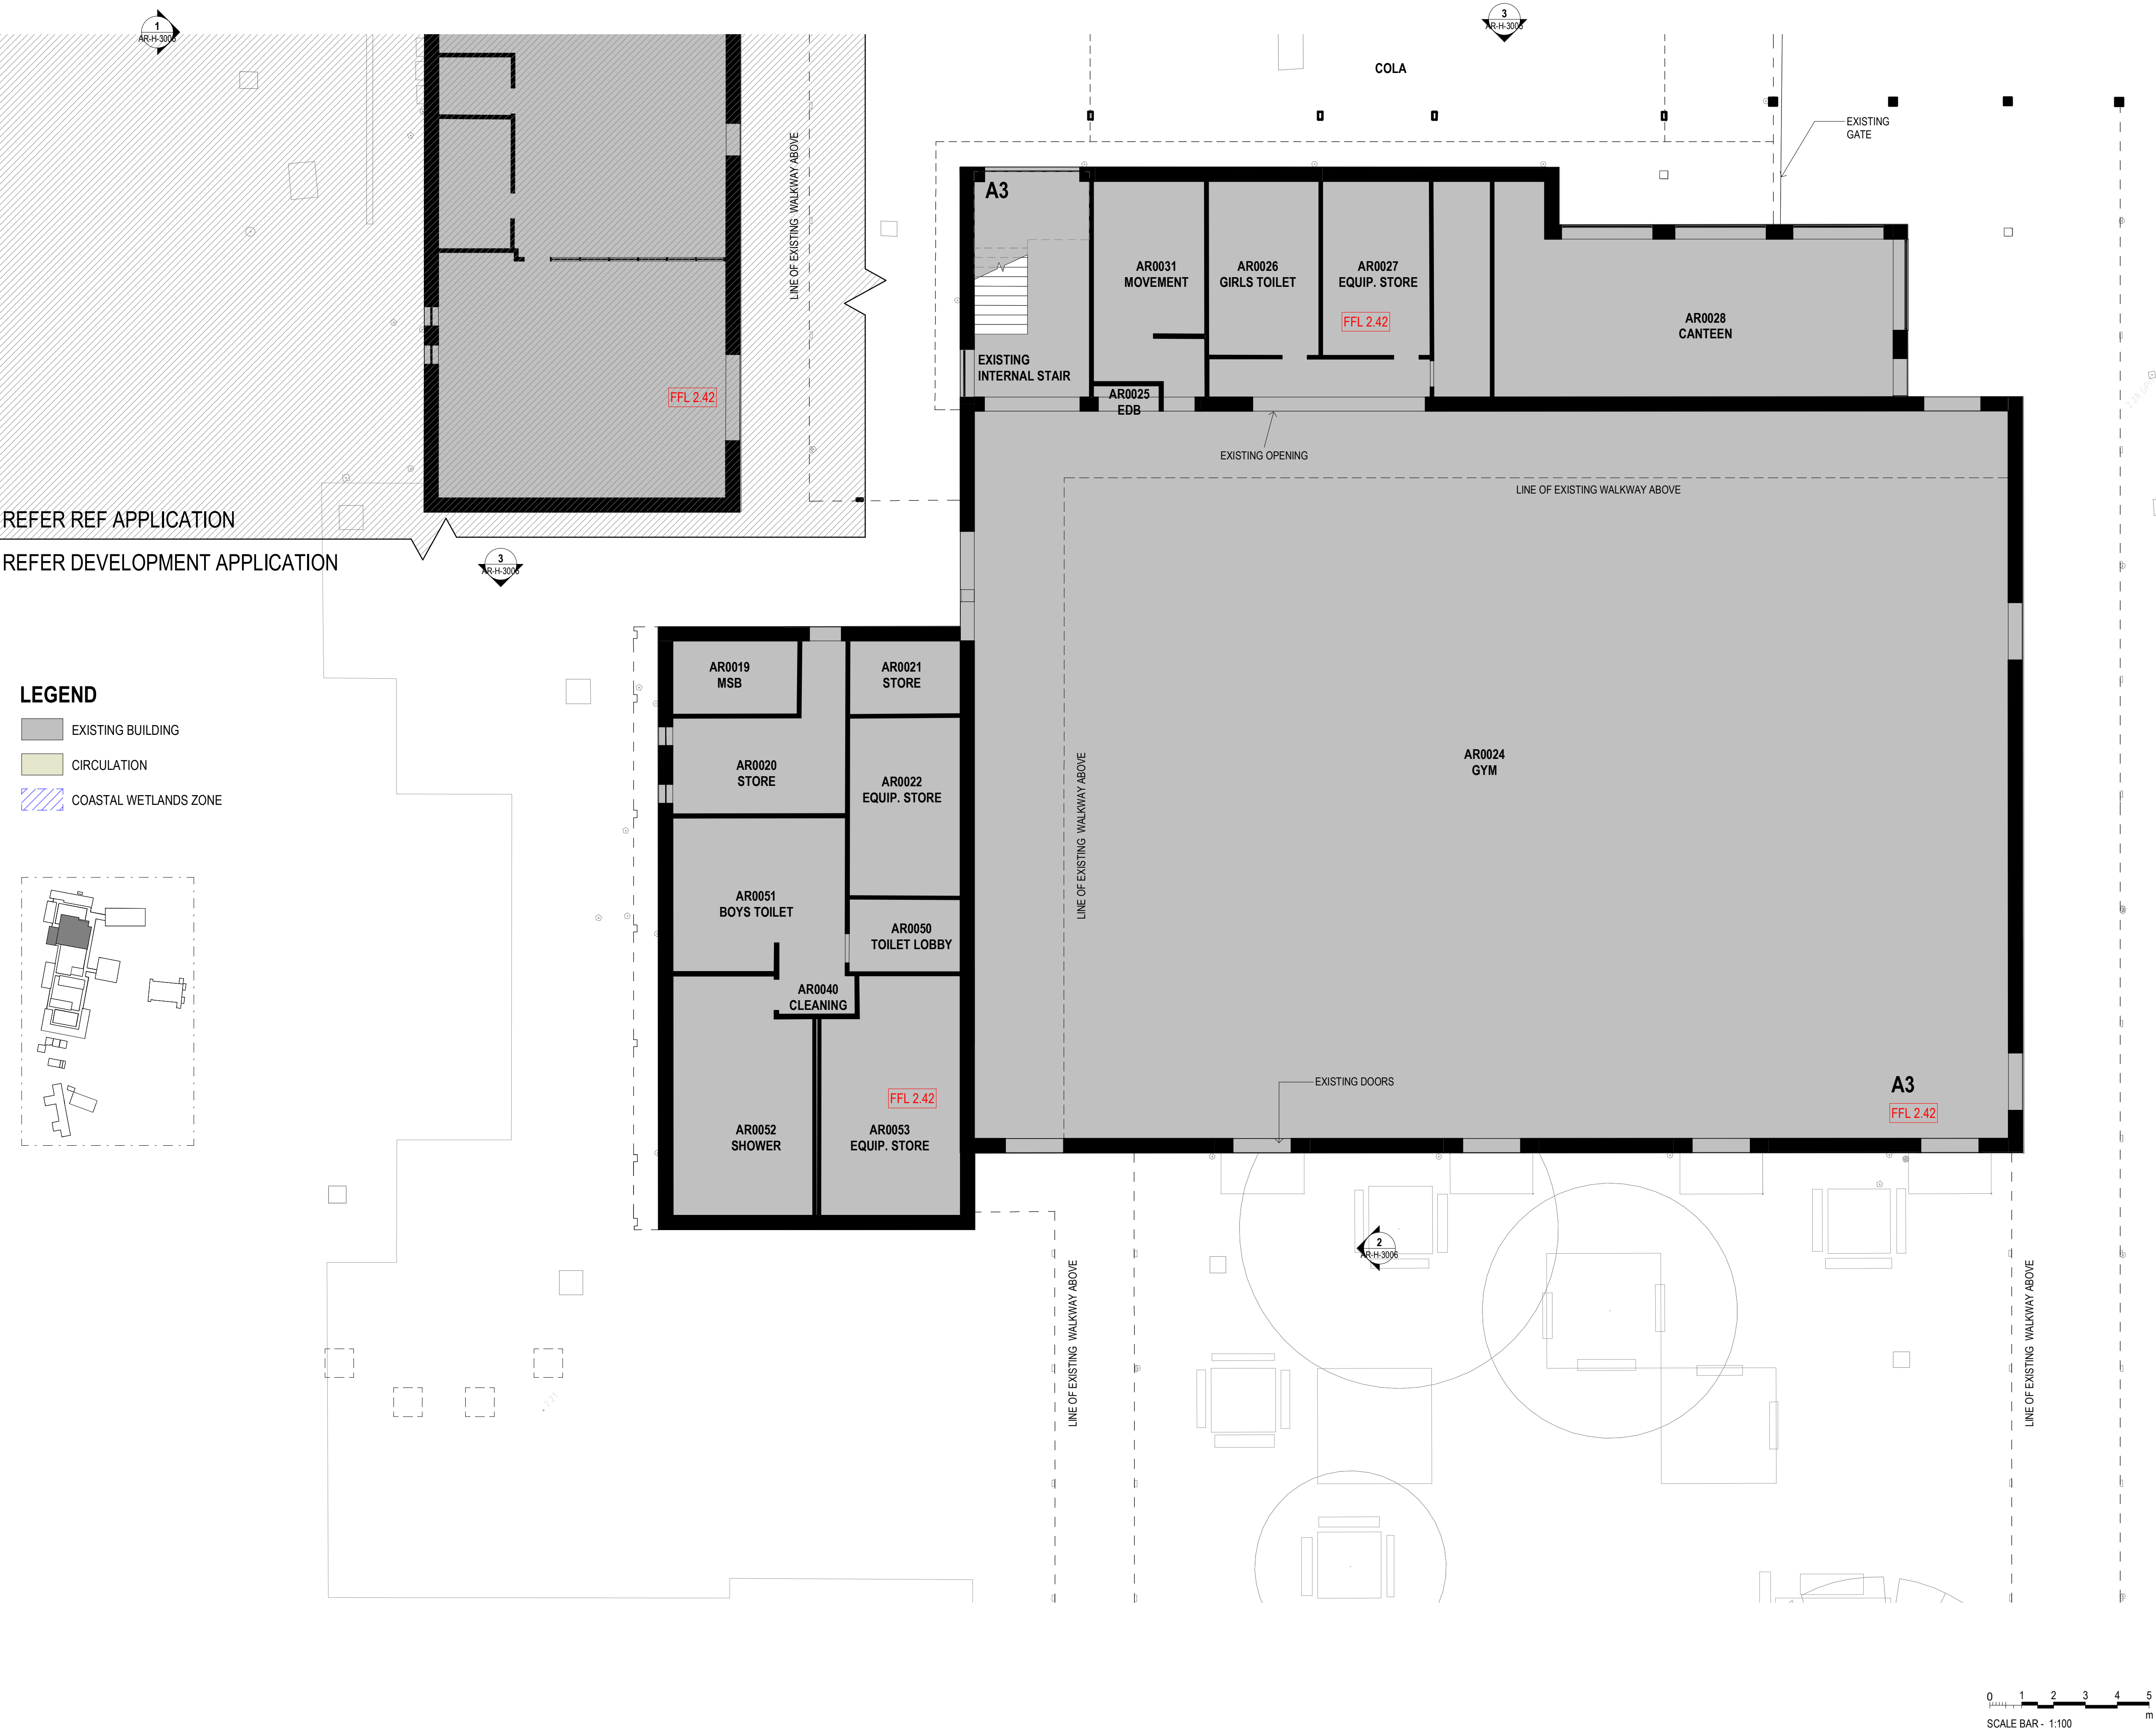 1
AR-H-3006
3
AR-H-3006
COLA
EXISTING
GATE
LINE OF EXISTING WALKWAY ABOVE
A3
AR0031
MOVEMENT
AR0026
GIRLS TOILET
AR0027
EQUIP. STORE
FFL 2.42
AR0028
CANTEEN
EXISTING
INTERNAL STAIR
AR0025
EDB
FFL 2.42
EXISTING OPENING
LINE OF EXISTING WALKWAY ABOVE
REFER REF APPLICATION
REFER DEVELOPMENT APPLICATION
3
AR-H-3006
LEGEND
EXISTING BUILDING
CIRCULATION
COASTAL WETLANDS ZONE
AR0019
MSB
AR0021
STORE
AR0020
STORE
AR0022
EQUIP. STORE
AR0051
BOYS TOILET
AR0050
TOILET LOBBY
AR0040
CLEANING
AR0052
SHOWER
FFL 2.42
AR0053
EQUIP. STORE
LINE OF EXISTING WALKWAY ABOVE
AR0024
GYM
EXISTING DOORS
A3
FFL 2.42
2
AR-H-3006
LINE OF EXISTING WALKWAY ABOVE
LINE OF EXISTING WALKWAY ABOVE
0 1 2 3 4 5
m
SCALE BAR - 1:100